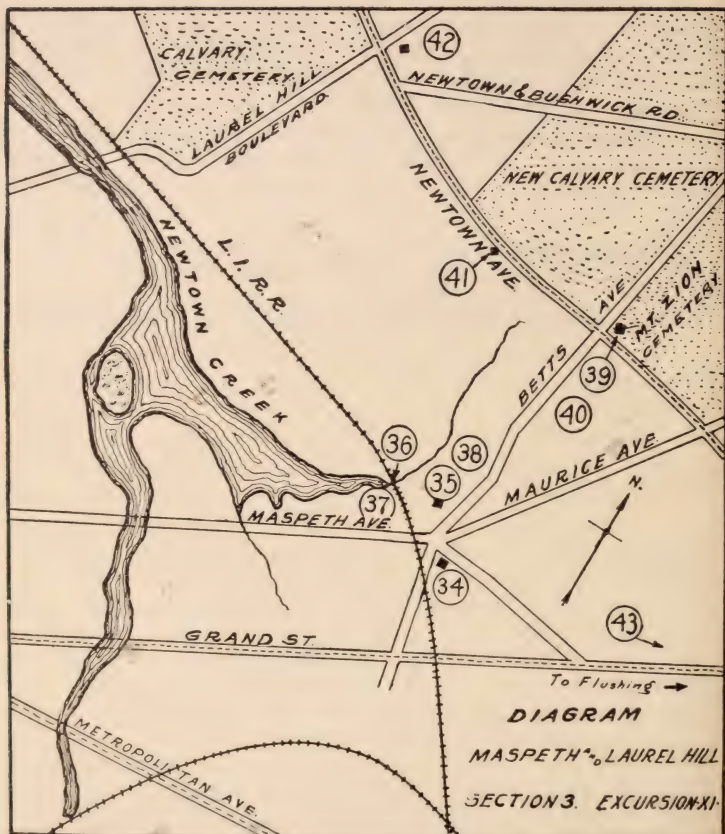 42
CALVARY
CEMETERY
LAUREL HILL
BOULEVARD
NEWTOWN & BUSHWICK RD.
NEW CALVARY CEMETERY
NEWTOWN AVE.
L.I.R.R.
NEWTOWN
CREEK
41
BETTS AVE
MT. ZION
CEMETERY
39
40
36
38
35
37
MAURICE AVE.
MASPETH AVE.
N.
34
43
GRAND ST.
To Flushing
DIAGRAM
MASPETH AND LAUREL HILL
SECTION 3. EXCURSION-XI-
METROPOLITAN AVE.